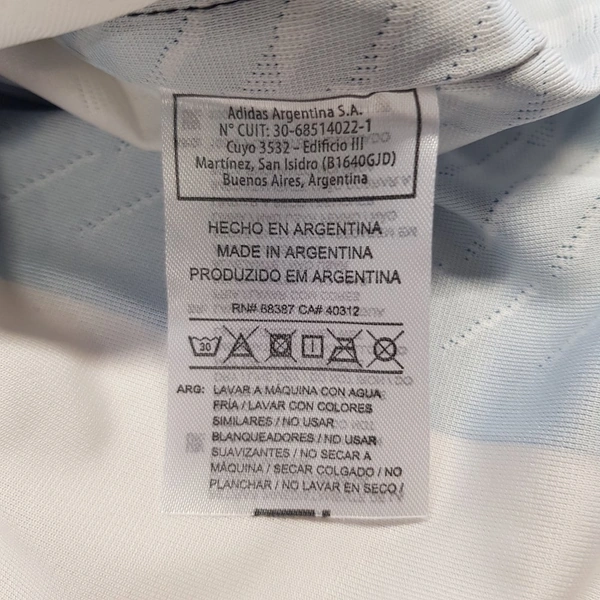 Adidas Argentina S.A.
N° CUIT: 30-68514022-1
Cuyo 3532 - Edificio III
Martínez, San Isidro (B1640GJD)
Buenos Aires, Argentina
HECHO EN ARGENTINA
MADE IN ARGENTINA
PRODUZIDO EM ARGENTINA
RN# 88387 CA# 40312
30
ARG: LAVAR A MÁQUINA CON AGUA
FRÍA / LAVAR CON COLORES
SIMILARES / NO USAR
BLANQUEADORES / NO USAR
SUAVIZANTES / NO SECAR A
MÁQUINA / SECAR COLGADO / NO
PLANCHAR / NO LAVAR EN SECO /